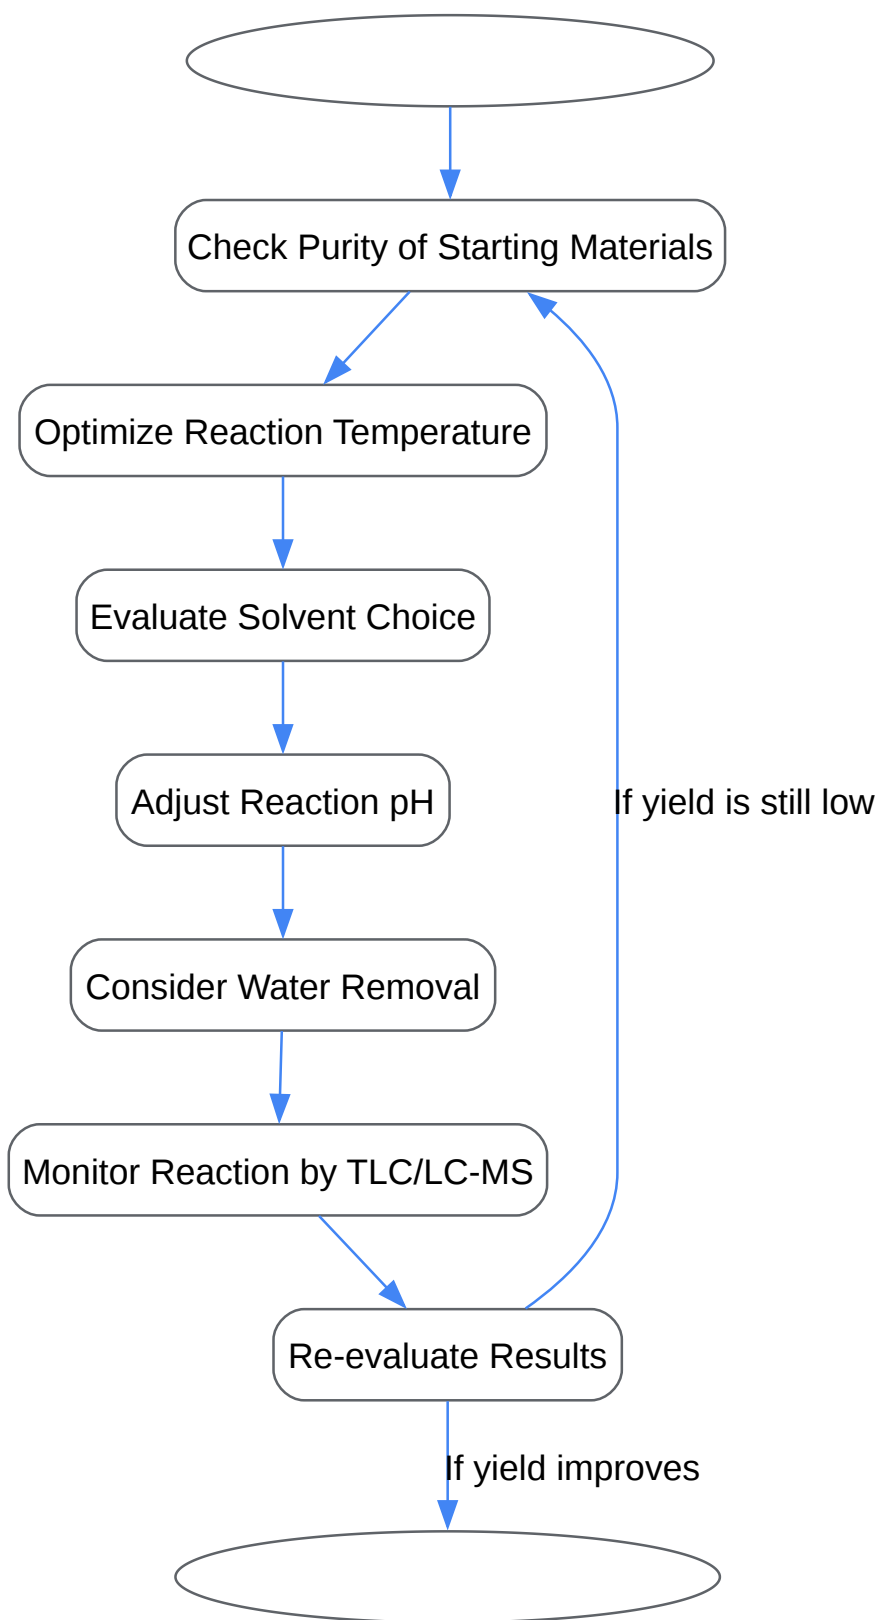 Check Purity of Starting Materials
Optimize Reaction Temperature
Evaluate Solvent Choice
Adjust Reaction pH
If yield is still low
Consider Water Removal
Monitor Reaction by TLC/LC-MS
Re-evaluate Results
If yield improves